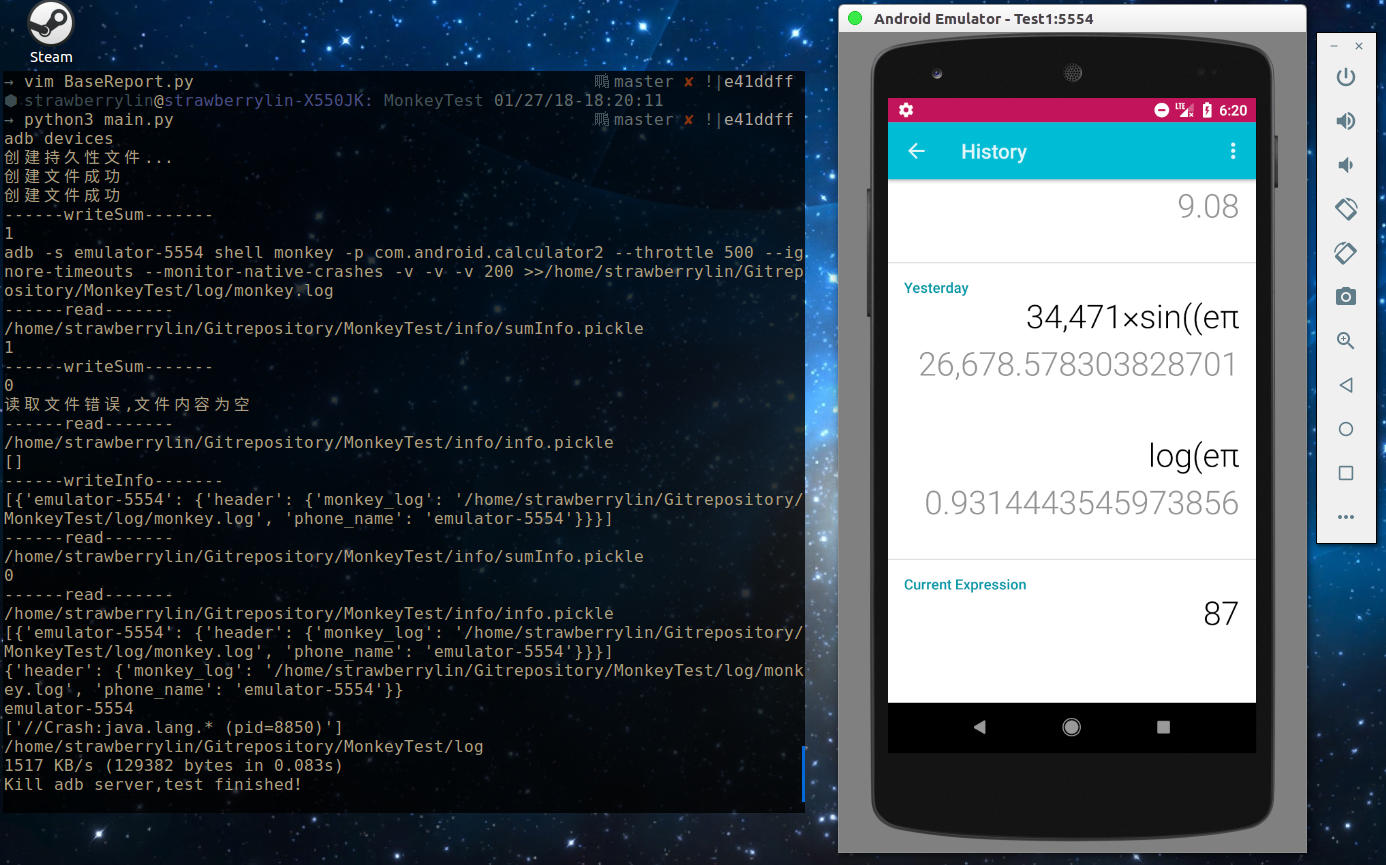 Steam
→ vim BaseReport.py master ✘ !|e41ddff
strawberrylin@strawberrylin-X550JK: MonkeyTest 01/27/18-18:20:11
→ python3 main.py master ✘ !|e41ddff
adb devices
创建持久性文件...
创建文件成功
创建文件成功
------writeSum-------
1
adb -s emulator-5554 shell monkey -p com.android.calculator2 --throttle 500 --ig
nore-timeouts --monitor-native-crashes -v -v -v 200 >>/home/strawberrylin/Gitrep
ository/MonkeyTest/log/monkey.log
------read-------
/home/strawberrylin/Gitrepository/MonkeyTest/info/sumInfo.pickle
1
------writeSum-------
0
读取文件错误,文件内容为空
------read-------
/home/strawberrylin/Gitrepository/MonkeyTest/info/info.pickle
[]
------writeInfo-------
[{'emulator-5554': {'header': {'monkey_log': '/home/strawberrylin/Gitrepository/
MonkeyTest/log/monkey.log', 'phone_name': 'emulator-5554'}}}]
------read-------
/home/strawberrylin/Gitrepository/MonkeyTest/info/sumInfo.pickle
0
------read-------
/home/strawberrylin/Gitrepository/MonkeyTest/info/info.pickle
[{'emulator-5554': {'header': {'monkey_log': '/home/strawberrylin/Gitrepository/
MonkeyTest/log/monkey.log', 'phone_name': 'emulator-5554'}}}]
{'header': {'monkey_log': '/home/strawberrylin/Gitrepository/MonkeyTest/log/monk
ey.log', 'phone_name': 'emulator-5554'}}
emulator-5554
['//Crash:java.lang.* (pid=8850)']
/home/strawberrylin/Gitrepository/MonkeyTest/log
1517 KB/s (129382 bytes in 0.083s)
Kill adb server,test finished!
Android Emulator - Test1:5554
LTE 6:20
History
9.08
Yesterday
34,471×sin((eπ
26,678.578303828701
log(eπ
0.9314443545973856
Current Expression
87